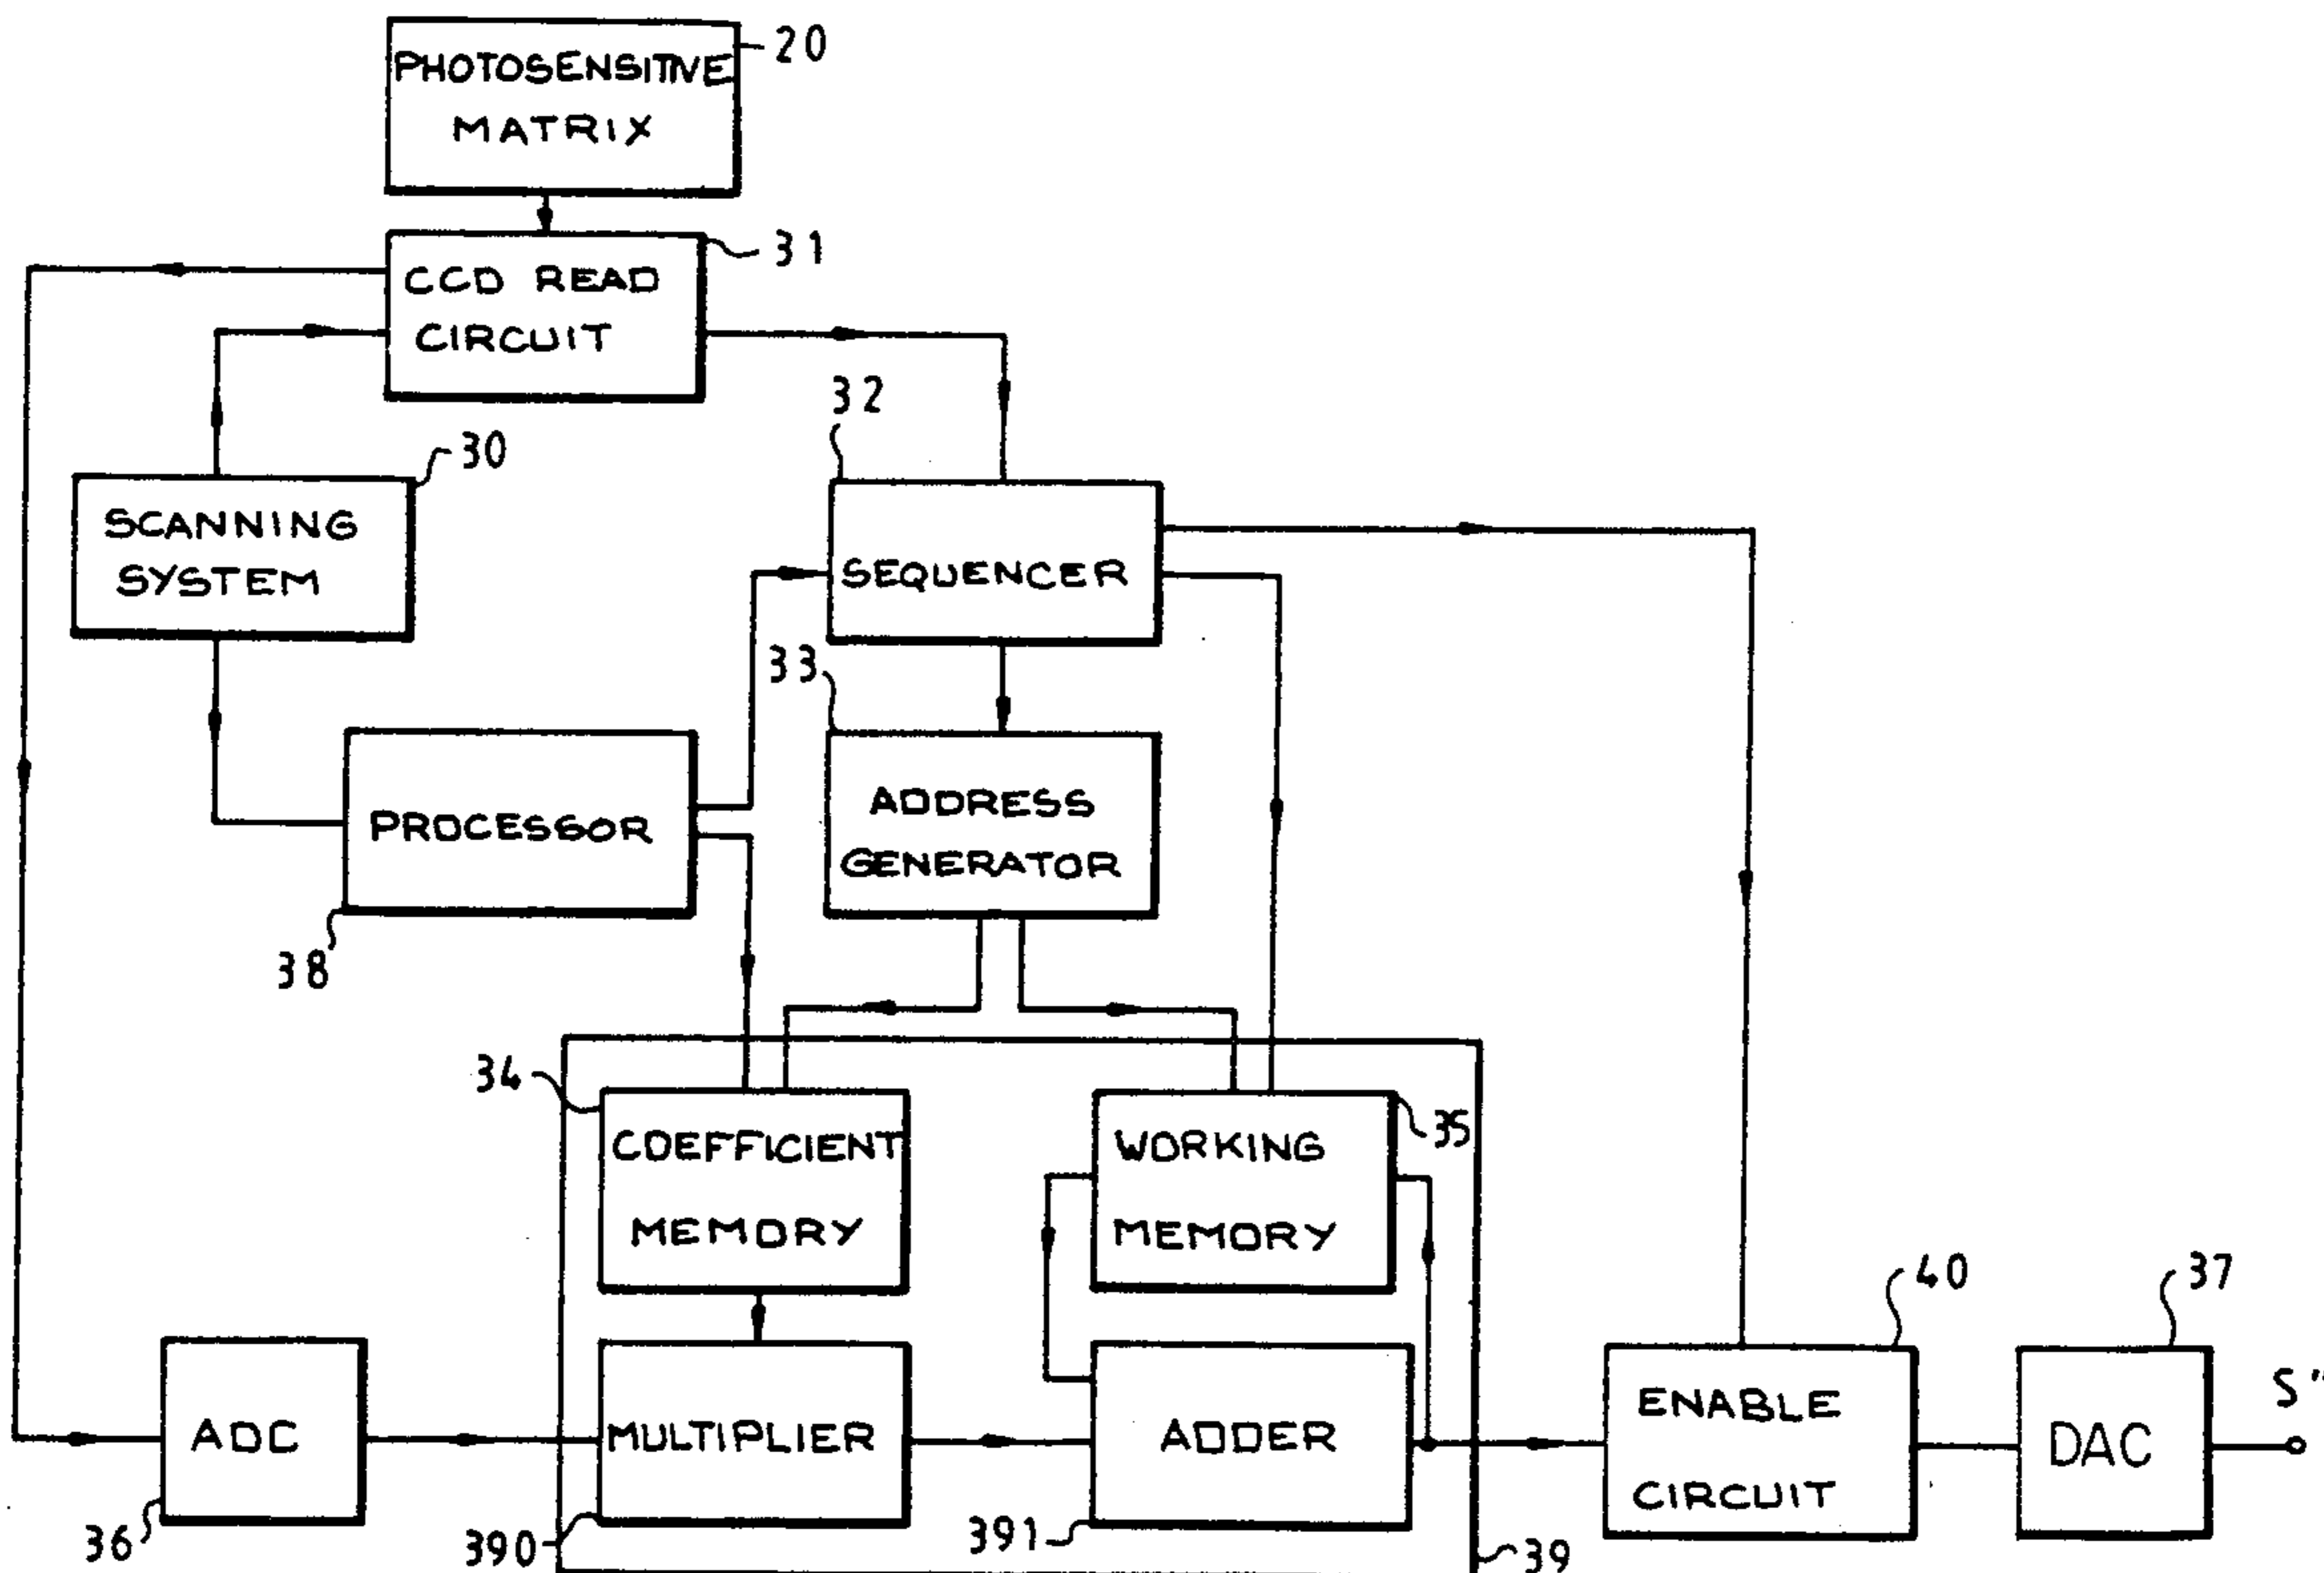 PHOTOSENSITIVE
MATRIX
20
CCD READ
CIRCUIT
31
SCANNING
SYSTEM
30
32
SEQUENCER
33
PROCESSOR
38
ADDRESS
GENERATOR
34
COEFFICIENT
MEMORY
WORKING
MEMORY
35
ADC
36
MULTIPLIER
390
ADDER
391
39
ENABLE
CIRCUIT
40
DAC
37
S"